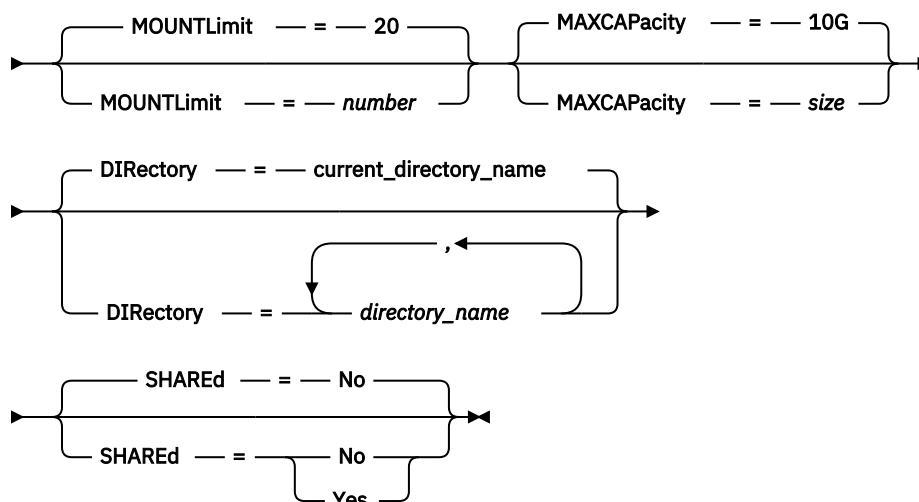 MOUNTLimit = 20 MAXCAPacity = 10G
MOUNTLimit = number MAXCAPacity = size
DIRectory = current_directory_name
,
DIRectory = directory_name
SHAREd = No
SHAREd = No
Yes